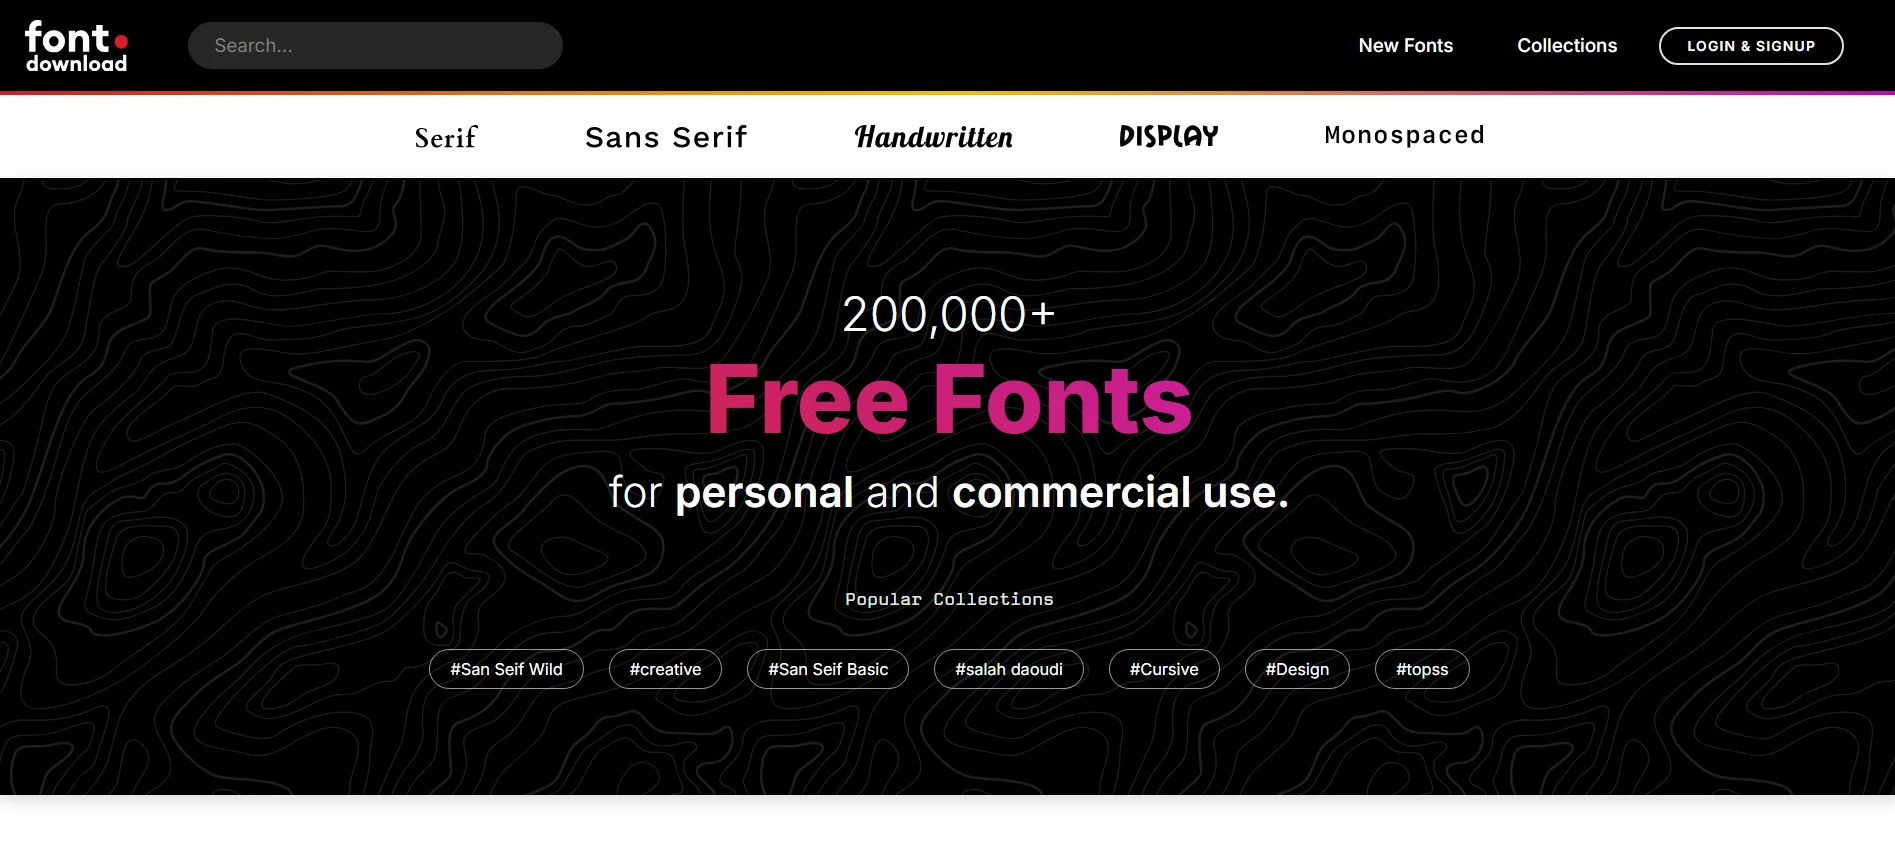 font.
download
Search...
New Fonts
Collections
LOGIN & SIGNUP
Serif
Sans Serif
Handwritten
DISPLAY
Monospaced
200,000+
Free Fonts
for personal and commercial use.
Popular Collections
#San Seif Wild
#creative
#San Seif Basic
#salah daoudi
#Cursive
#Design
#topss